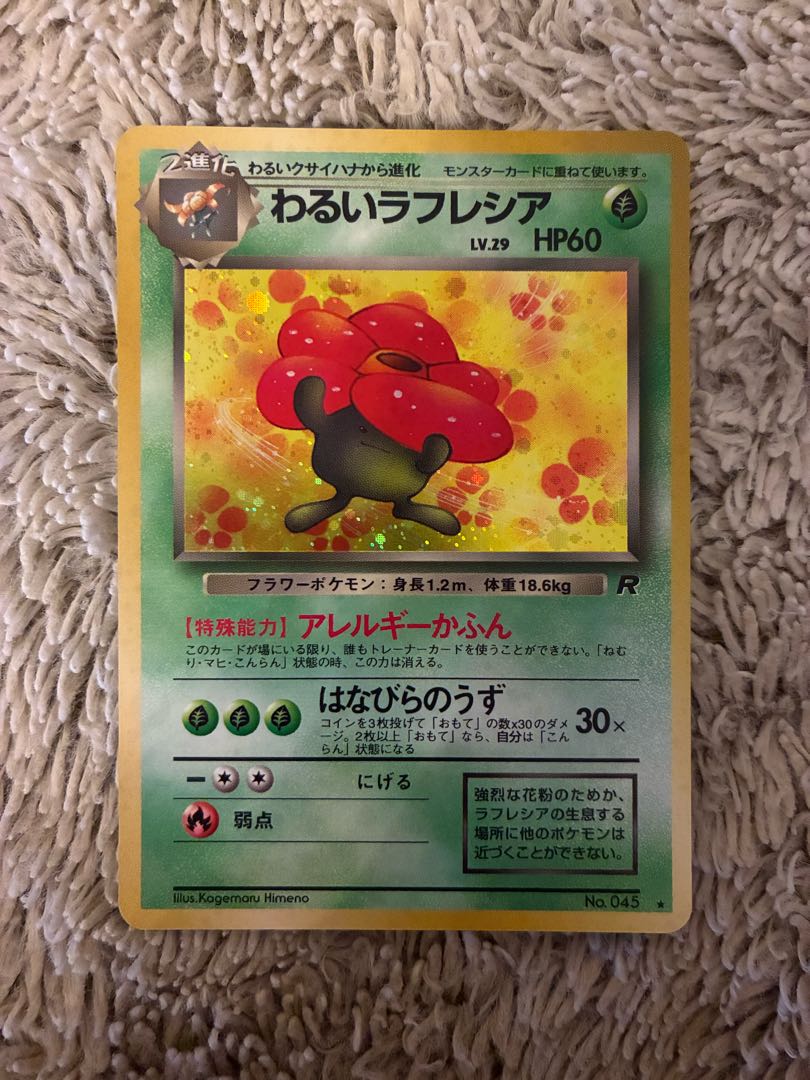 2進化 わるいクサイハナから進化 モンスターカードに重ねて使います。
わるいラフレシア
LV.29 HP60
フラワーポケモン：身長1.2m、体重18.6kg R
【特殊能力】アレルギーかふん
このカードが場にいる限り、誰もトレーナーカードを使うことができない。「ねむ
り・マヒ・こんらん」状態の時、この力は消える。
はなびらのうず
コインを3枚投げて「おもて」の数x30のダメ
ージ。2枚以上「おもて」なら、自分は「こん
らん」状態になる
30×
にげる
弱点
強烈な花粉のためか、
ラフレシアの生息する
場所に他のポケモンは
近づくことができない。
Illus.Kagemaru Himeno No. 045 ★